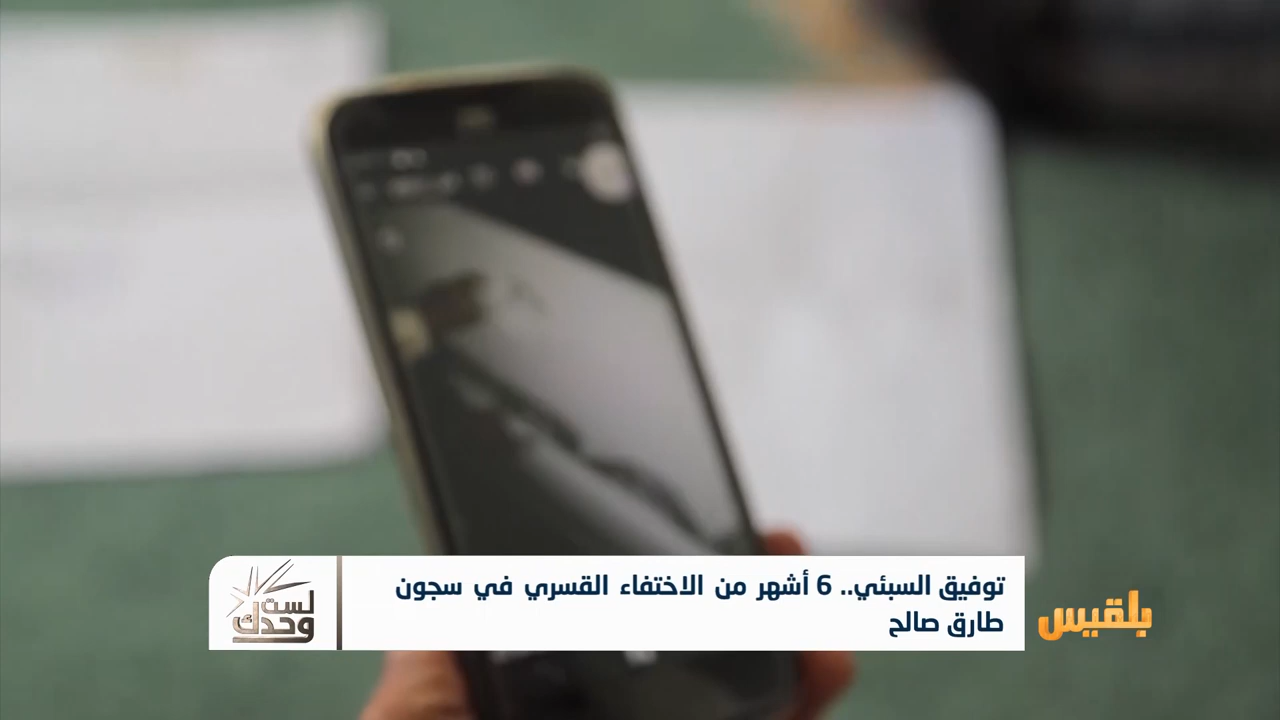 توفيق السبئي.. 6 أشهر من الاختفاء القسري في سجون
طارق صالح
لست
وحدك
بلقيس